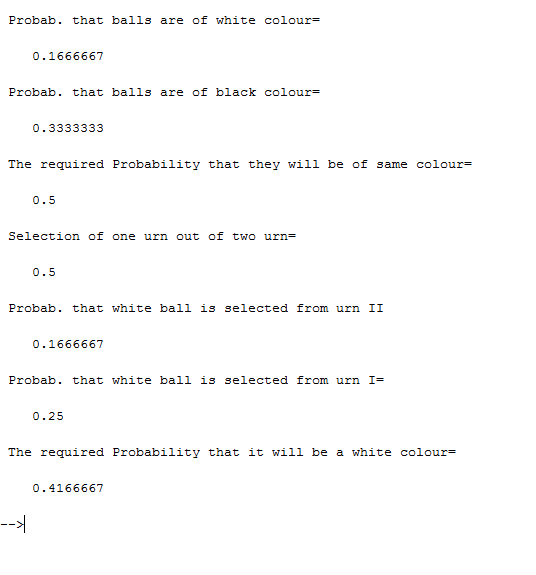 Probab. that balls are of white colour=
0.1666667
Probab. that balls are of black colour=
0.3333333
The required Probability that they will be of same colour=
0.5
Selection of one urn out of two urn=
0.5
Probab. that white ball is selected from urn II
0.1666667
Probab. that white ball is selected from urn I=
0.25
The required Probability that it will be a white colour=
0.4166667
-->